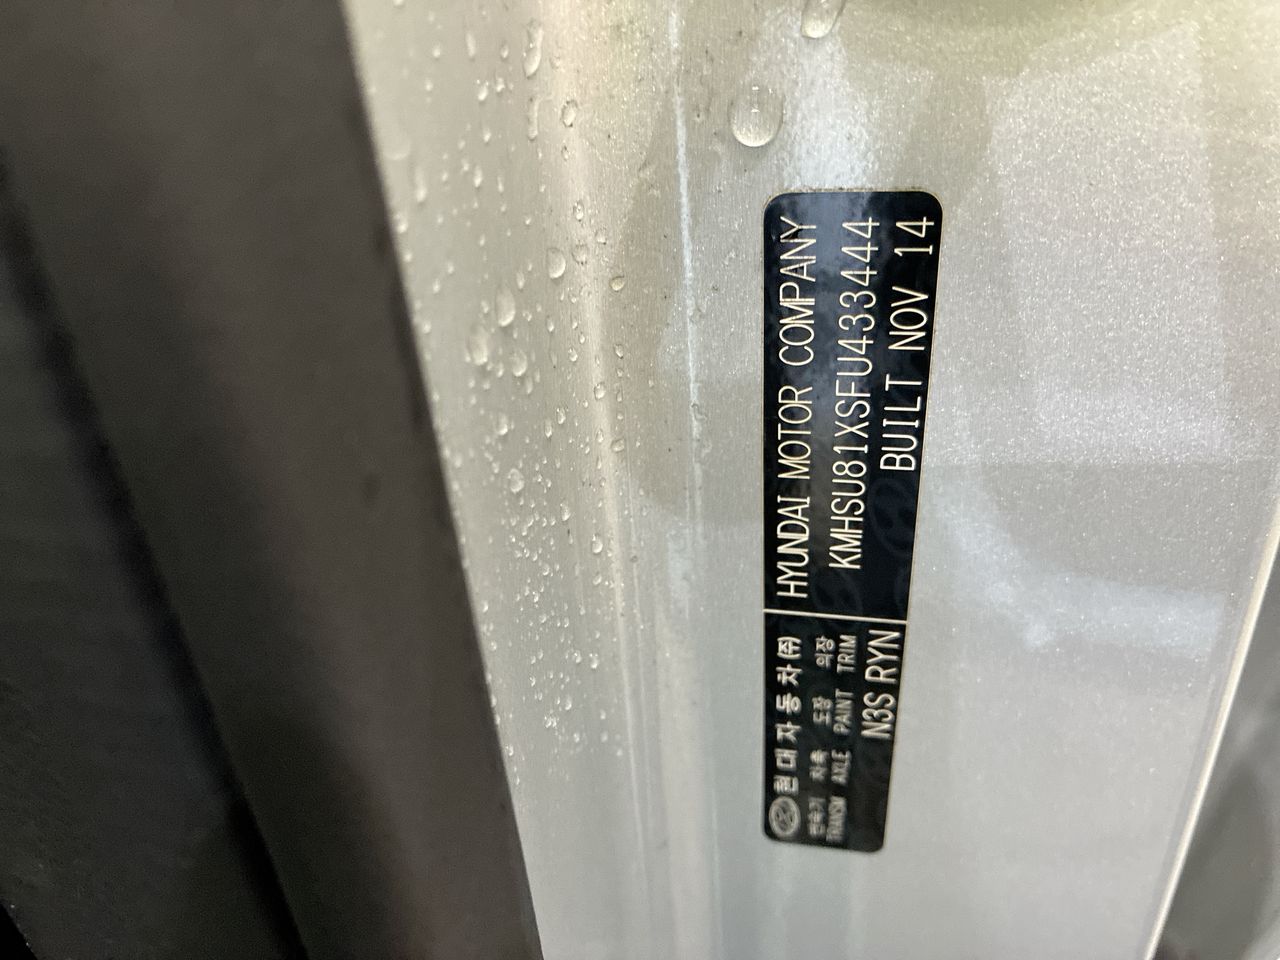 현대자동차(주)
변속기 차축 도장 의장
TRANSM AXLE PAINT TRIM
N3S RYN
HYUNDAI MOTOR COMPANY
KMHSU81XSFU433444
BUILT NOV 14